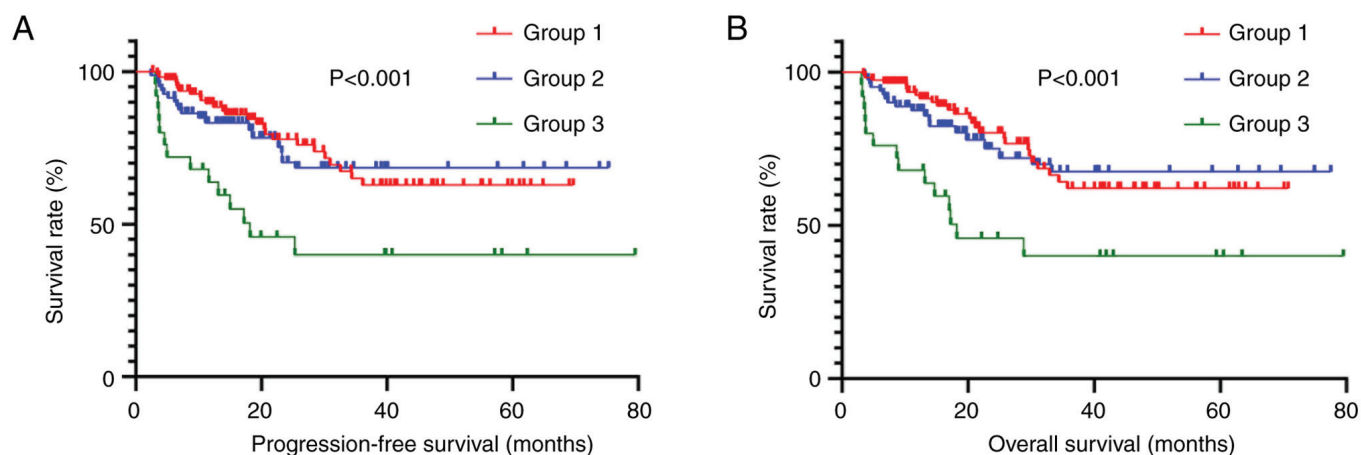 A
Group 1
Group 2
Group 3
P<0.001
100
50
0
Survival rate (%)
0 20 40 60 80
Progression-free survival (months)
B
Group 1
Group 2
Group 3
P<0.001
100
50
0
Survival rate (%)
0 20 40 60 80
Overall survival (months)